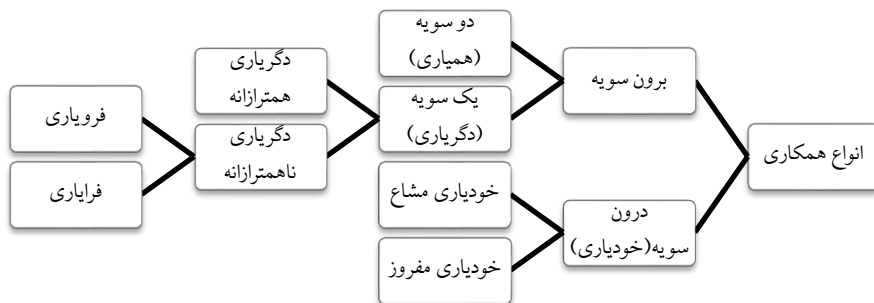 انواع همکاری
برون سویه
درون
سویه(خودیاری)
دو سویه
(همیاری)
یک سویه
(دگریاری)
خودیاری مشاع
خودیاری مفروز
دگریاری
همترازانه
دگریاری
ناهمترازانه
فرویاری
فرایاری